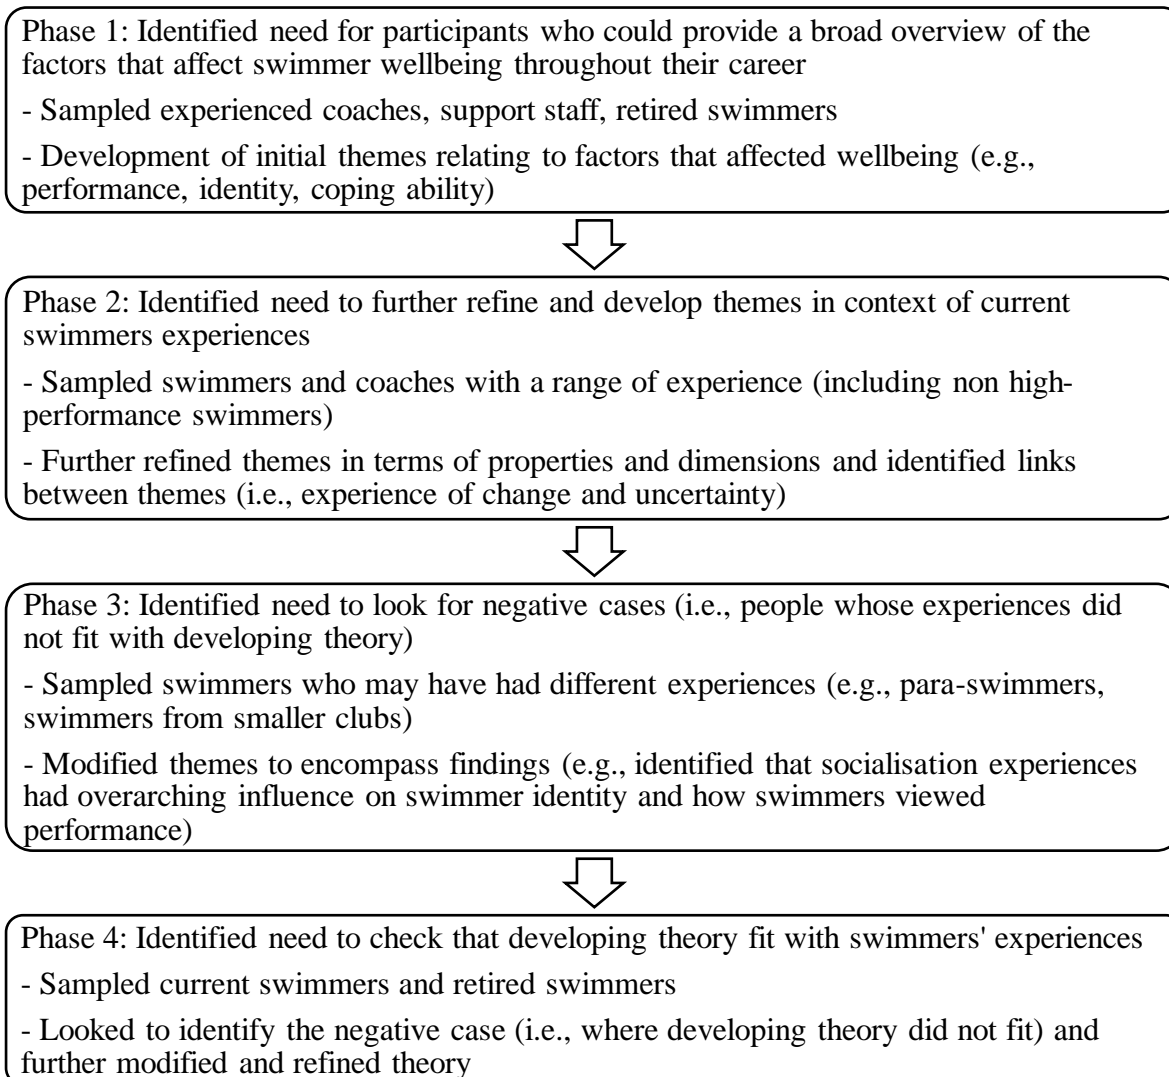 Phase 1: Identified need for participants who could provide a broad overview of the
factors that affect swimmer wellbeing throughout their career
- Sampled experienced coaches, support staff, retired swimmers
- Development of initial themes relating to factors that affected wellbeing (e.g.,
performance, identity, coping ability)
Phase 2: Identified need to further refine and develop themes in context of current
swimmers experiences
- Sampled swimmers and coaches with a range of experience (including non high-
performance swimmers)
- Further refined themes in terms of properties and dimensions and identified links
between themes (i.e., experience of change and uncertainty)
Phase 3: Identified need to look for negative cases (i.e., people whose experiences did
not fit with developing theory)
- Sampled swimmers who may have had different experiences (e.g., para-swimmers,
swimmers from smaller clubs)
- Modified themes to encompass findings (e.g., identified that socialisation experiences
had overarching influence on swimmer identity and how swimmers viewed
performance)
Phase 4: Identified need to check that developing theory fit with swimmers' experiences
- Sampled current swimmers and retired swimmers
- Looked to identify the negative case (i.e., where developing theory did not fit) and
further modified and refined theory